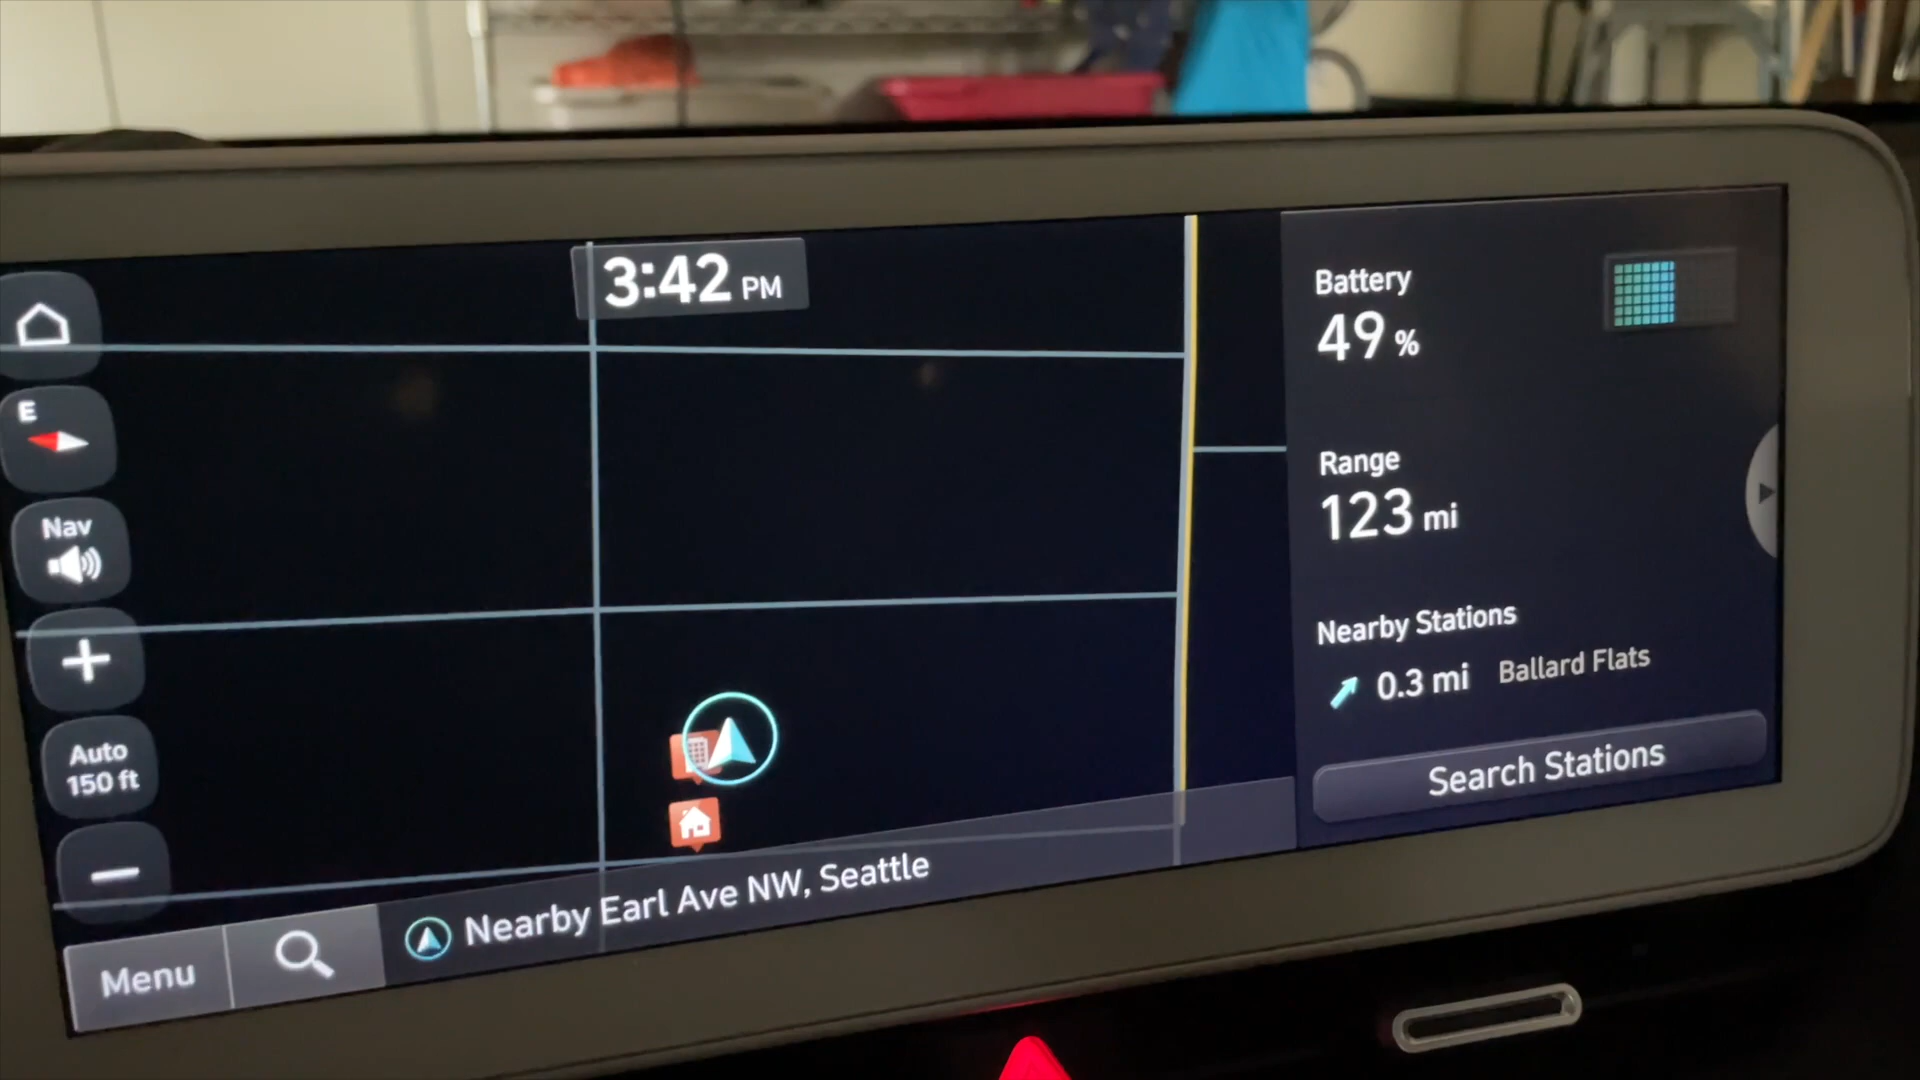 3:42 PM
E
Nav
Auto
150 ft
Menu
Nearby Earl Ave NW, Seattle
Battery
49 %
Range
123 mi
Nearby Stations
0.3 mi Ballard Flats
Search Stations